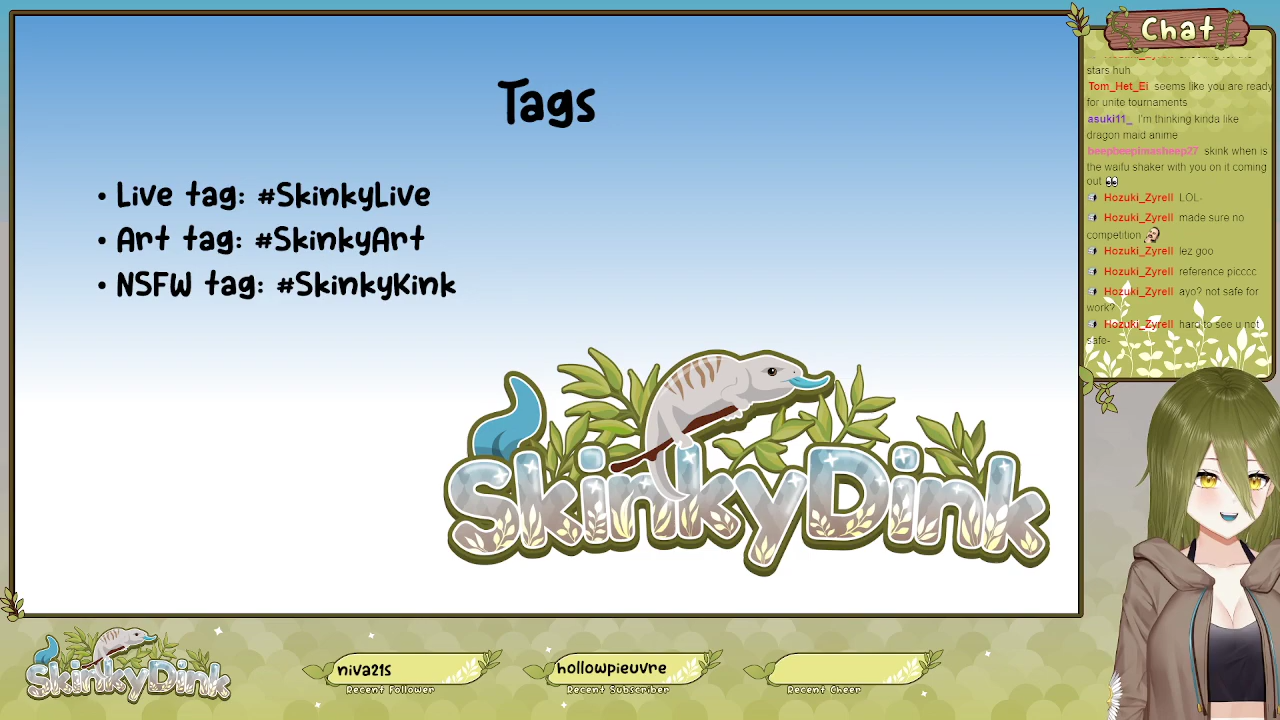 Tags
• Live tag: #SkinkyLive
• Art tag: #SkinkyArt
• NSFW tag: #SkinkyKink
SkinkyDink
Chat
stars huh
Tom_Het_Ei seems like you are ready
for unite tournaments
asuki11_ I'm thinking kinda like
dragon maid anime
beepbeepimasheep27 skink when is
the waifu shaker with you on it coming
out
Hozuki_Zyrell LOL-
Hozuki_Zyrell made sure no
competition
Hozuki_Zyrell lez goo
Hozuki_Zyrell reference picccc
Hozuki_Zyrell ayo? not safe for
work?
Hozuki_Zyrell hard to see u not
safe-
SkinkyDink
niva21s
Recent Follower
hollowpieuvre
Recent Subscriber
Recent Cheer